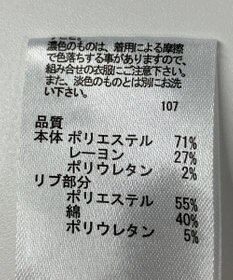 濃色のものは、着用による摩擦
で色落ちする事がありますので、
組み合せの衣服にご注意下さい。
また、淡色のものとは別にお洗
い下さい。
107
品質
本体 ポリエステル 71%
レーヨン 27%
ポリウレタン 2%
リブ部分
ポリエステル 55%
綿 40%
ポリウレタン 5%